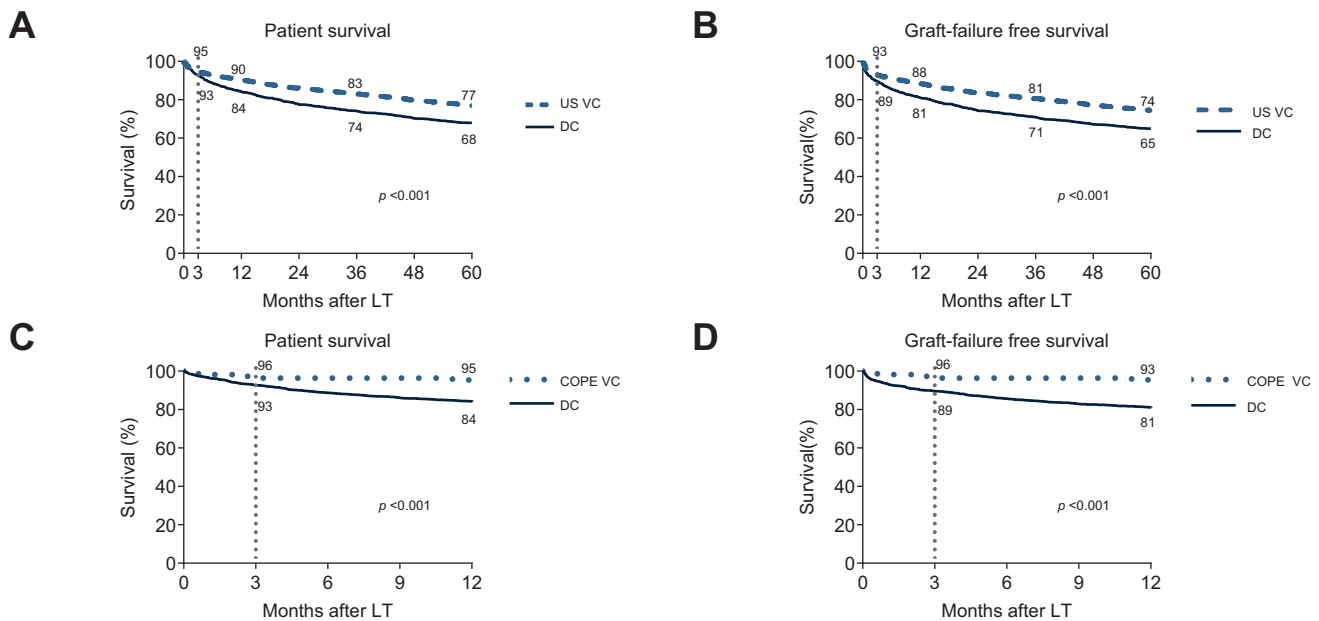 A
Patient survival
Survival (%)
100
80
60
40
20
0
95
90
83
77
93
84
74
68
p <0.001
0 3 12 24 36 48 60
Months after LT
US VC
DC
B
Graft-failure free survival
Survival(%)
100
80
60
40
20
0
93
88
81
74
89
81
71
65
p <0.001
0 3 12 24 36 48 60
Months after LT
US VC
DC
C
Patient survival
Survival (%)
100
80
60
40
20
0
96
95
93
84
p <0.001
0 3 6 9 12
Months after LT
COPE VC
DC
D
Graft-failure free survival
Survival(%)
100
80
60
40
20
0
96
93
89
81
p <0.001
0 3 6 9 12
Months after LT
COPE VC
DC